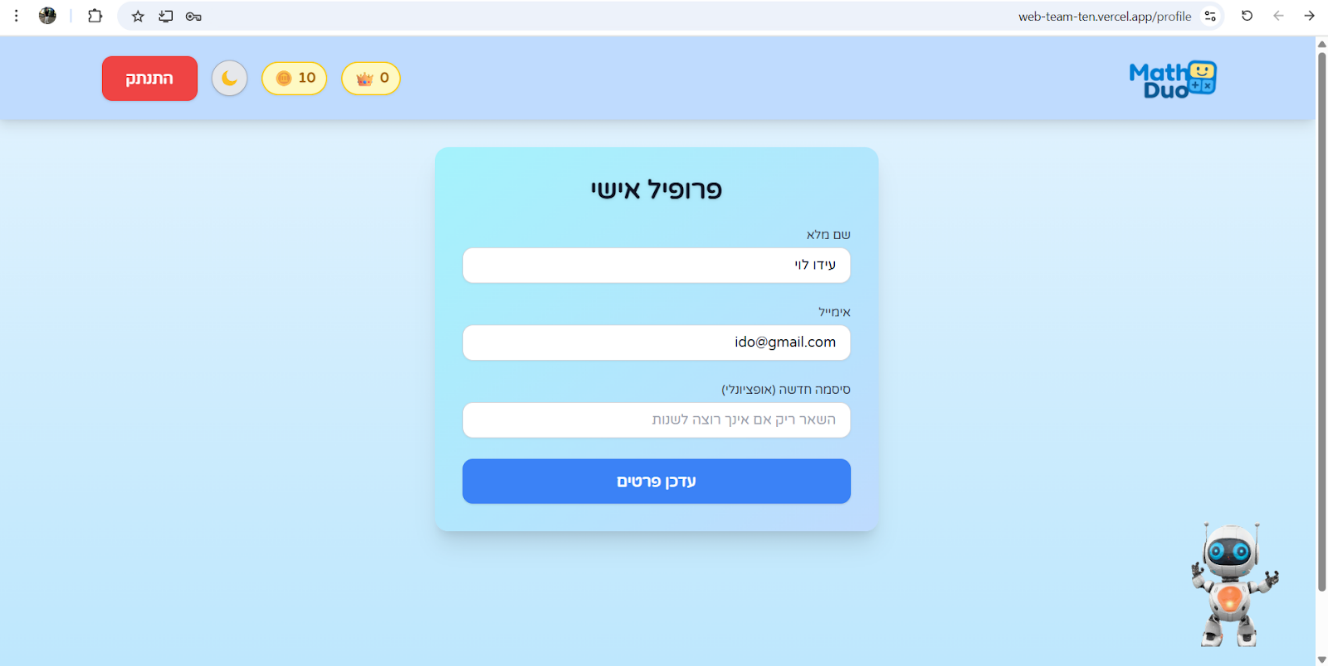 web-team-ten.vercel.app/profile
Math
Duo
0
10
התנתק
פרופיל אישי
שם מלא
עידו לוי
אימייל
ido@gmail.com
סיסמה חדשה (אופציונלי)
השאר ריק אם אינך רוצה לשנות
עדכן פרטים